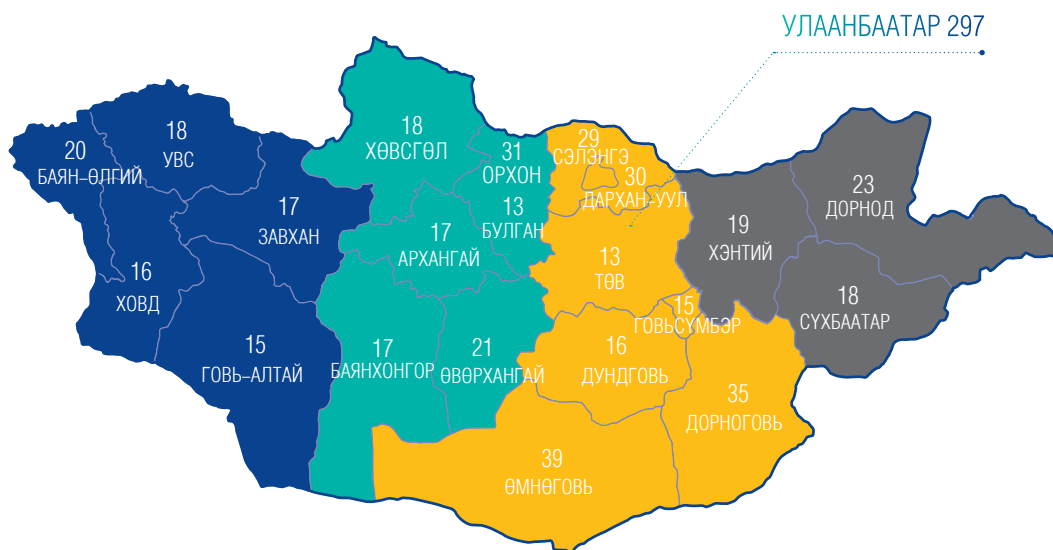 УЛААНБААТАР 297
20
БАЯН-ӨЛГИЙ
18
УВС
17
ЗАВХАН
16
ХОВД
15
ГОВЬ-АЛТАЙ
18
ХӨВСГӨЛ
31
ОРХОН
13
БУЛГАН
17
АРХАНГАЙ
17
БАЯНХОНГОР
21
ӨВӨРХАНГАЙ
29
СЭЛЭНГЭ
30
ДАРХАН-УУЛ
13
ТӨВ
15
ГОВЬСҮМБЭР
16
ДУНДГОВЬ
35
ДОРНОГОВЬ
39
ӨМНӨГОВЬ
19
ХЭНТИЙ
23
ДОРНОД
18
СҮХБААТАР